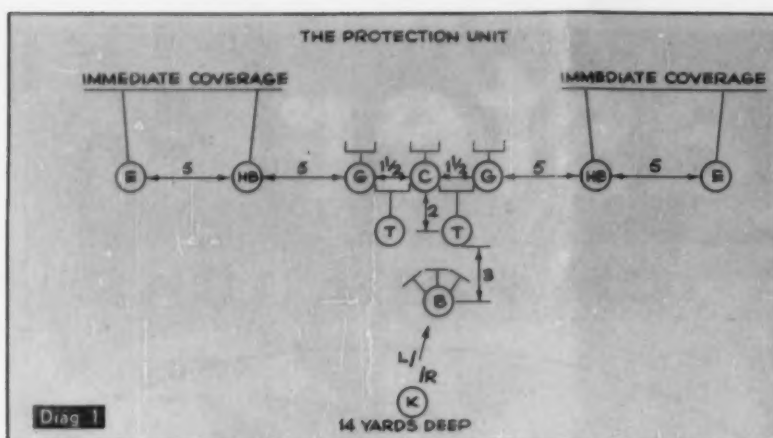 THE PROTECTION UNIT
IMMEDIATE COVERAGE IMMEDIATE COVERAGE
E 5 HB 5 G 1½ C 1½ G 5 HB 5 E
2
T T
3
B
L/
/R
K
14 YARDS DEEP
Diag 1